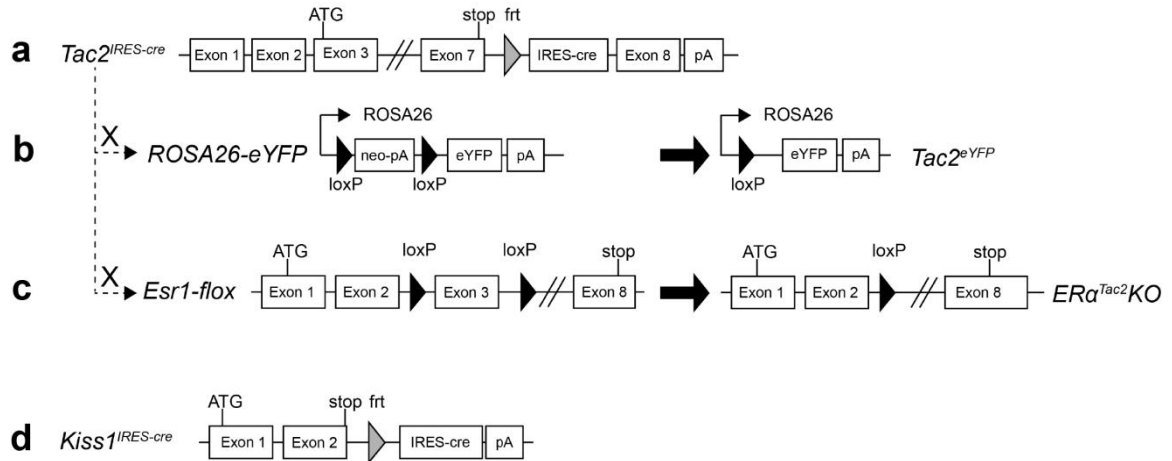 ATG stop frt
a Tac2IRES-cre Exon 1 Exon 2 Exon 3 Exon 7 IRES-cre Exon 8 pA
X ROSA26 ROSA26
b ROSA26-eYFP neo-pA eYFP pA eYFP pA Tac2eYFP
loxP loxP loxP
X ATG loxP loxP stop ATG loxP stop
c Esr1-flox Exon 1 Exon 2 Exon 3 Exon 8 Exon 1 Exon 2 Exon 8 ERαTac2KO
ATG stop frt
d Kiss1IRES-cre Exon 1 Exon 2 IRES-cre pA